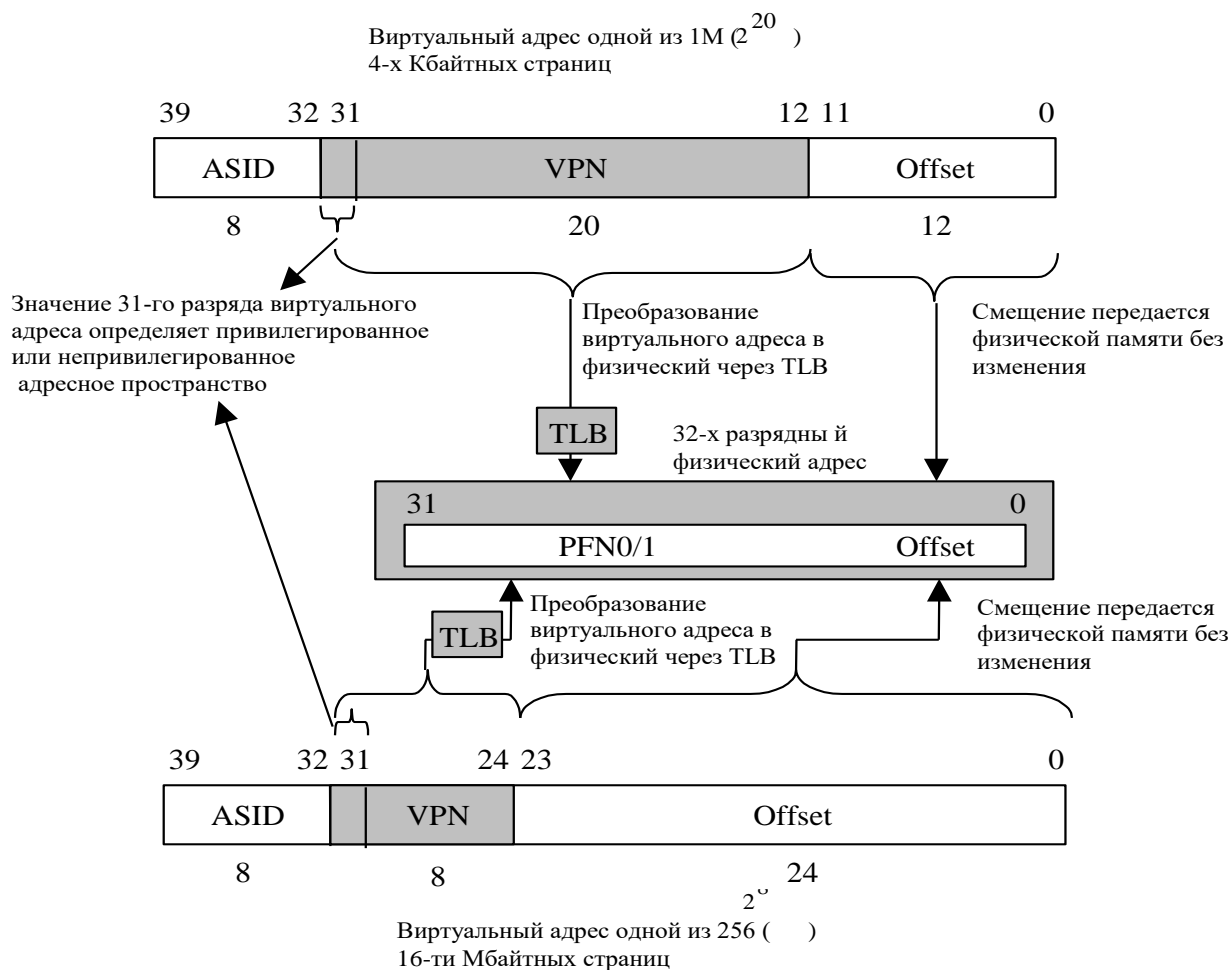 Виртуальный адрес одной из 1M (2^20)
4-х Кбайтных страниц
39 32 31 12 11 0
ASID VPN Offset
8 20 12
Значение 31-го разряда виртуального
адреса определяет привилегированное
или непривилегированное
адресное пространство
Преобразование
виртуального адреса в
физический через TLB
Смещение передается
физической памяти без
изменения
TLB
32-х разрядны й
физический адрес
31 0
PFN0/1 Offset
TLB
Преобразование
виртуального адреса в
физический через TLB
Смещение передается
физической памяти без
изменения
39 32 31 24 23 0
ASID VPN Offset
8 8 24
2
Виртуальный адрес одной из 256 ( )
16-ти Мбайтных страниц